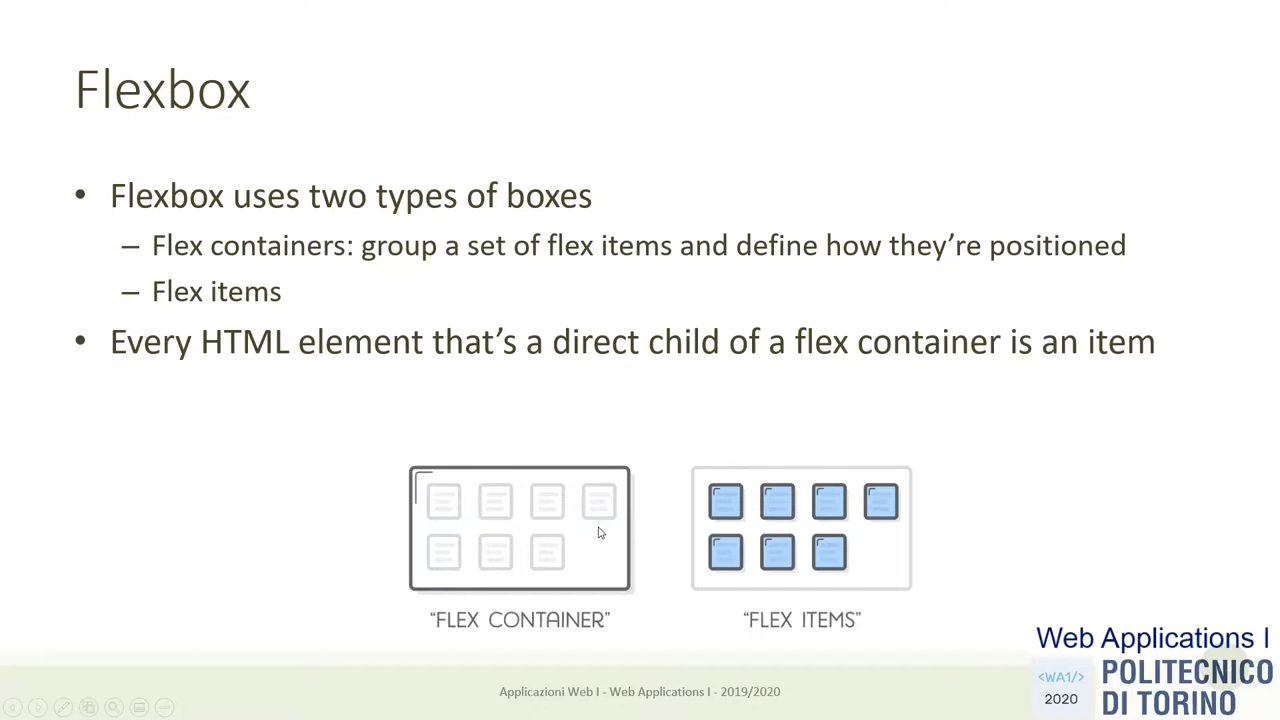 Flexbox
• Flexbox uses two types of boxes
– Flex containers: group a set of flex items and define how they’re positioned
– Flex items
• Every HTML element that’s a direct child of a flex container is an item
“FLEX CONTAINER”
“FLEX ITEMS”
Applicazioni Web I - Web Applications I - 2019/2020
Web Applications I
<WA1/>
2020
POLITECNICO
DI TORINO